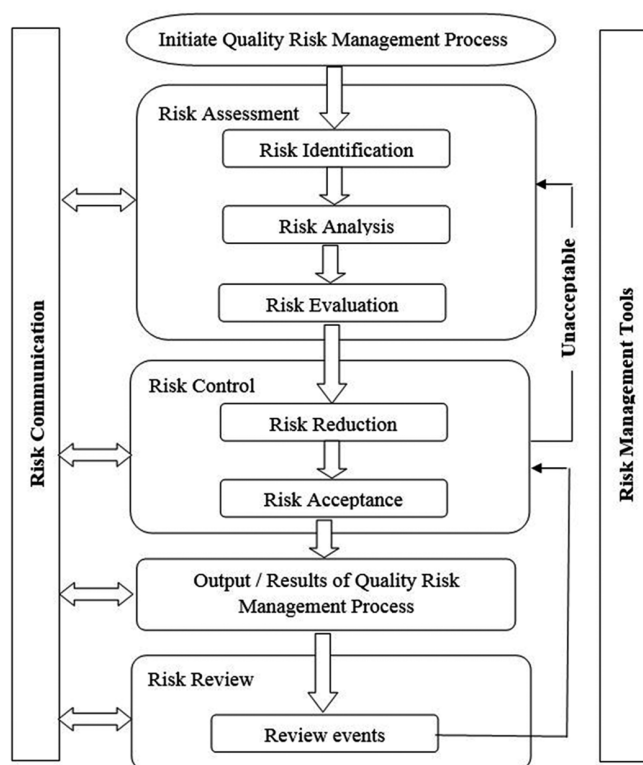 Initiate Quality Risk Management Process
Risk Assessment
Risk Identification
Risk Analysis
Risk Evaluation
Risk Control
Risk Reduction
Risk Acceptance
Output / Results of Quality Risk
Management Process
Risk Review
Review events
Risk Communication
Unacceptable
Risk Management Tools